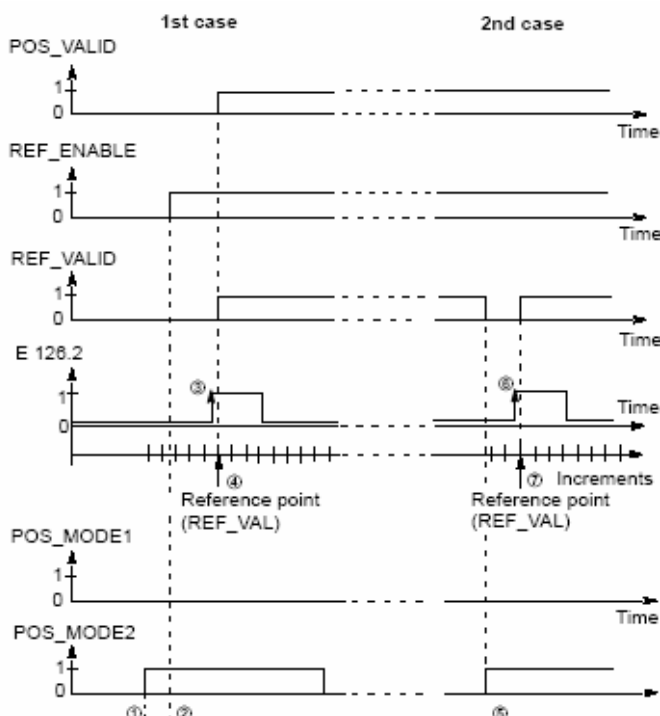 1st case 2nd case
POS_VALID
1
0
Time
REF_ENABLE
1
0
Time
REF_VALID
1
0
Time
E 126.2
③ ⑥
1
0
Time
④ ⑦ Increments
Reference point Reference point
(REF_VAL) (REF_VAL)
POS_MODE1
1
0
Time
POS_MODE2
1
0
① ② ⑤